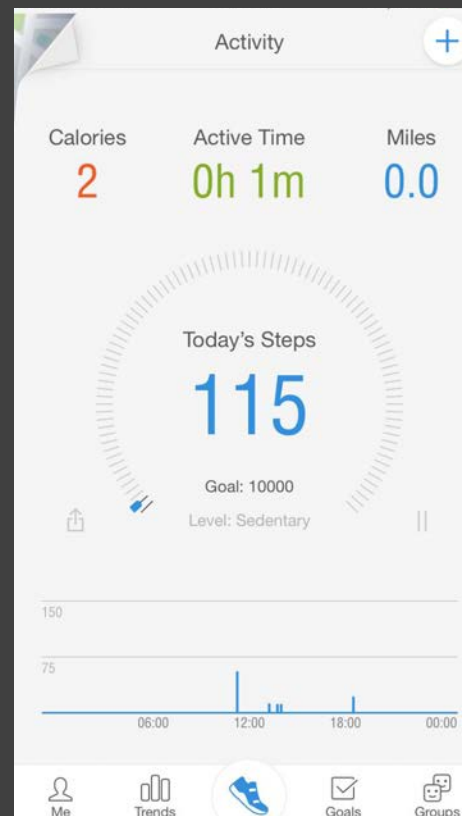 Activity
+
Calories Active Time Miles
2 0h 1m 0.0
Today's Steps
115
Goal: 10000
Level: Sedentary
150
75
06:00 12:00 18:00 00:00
Me Trends Goals Groups